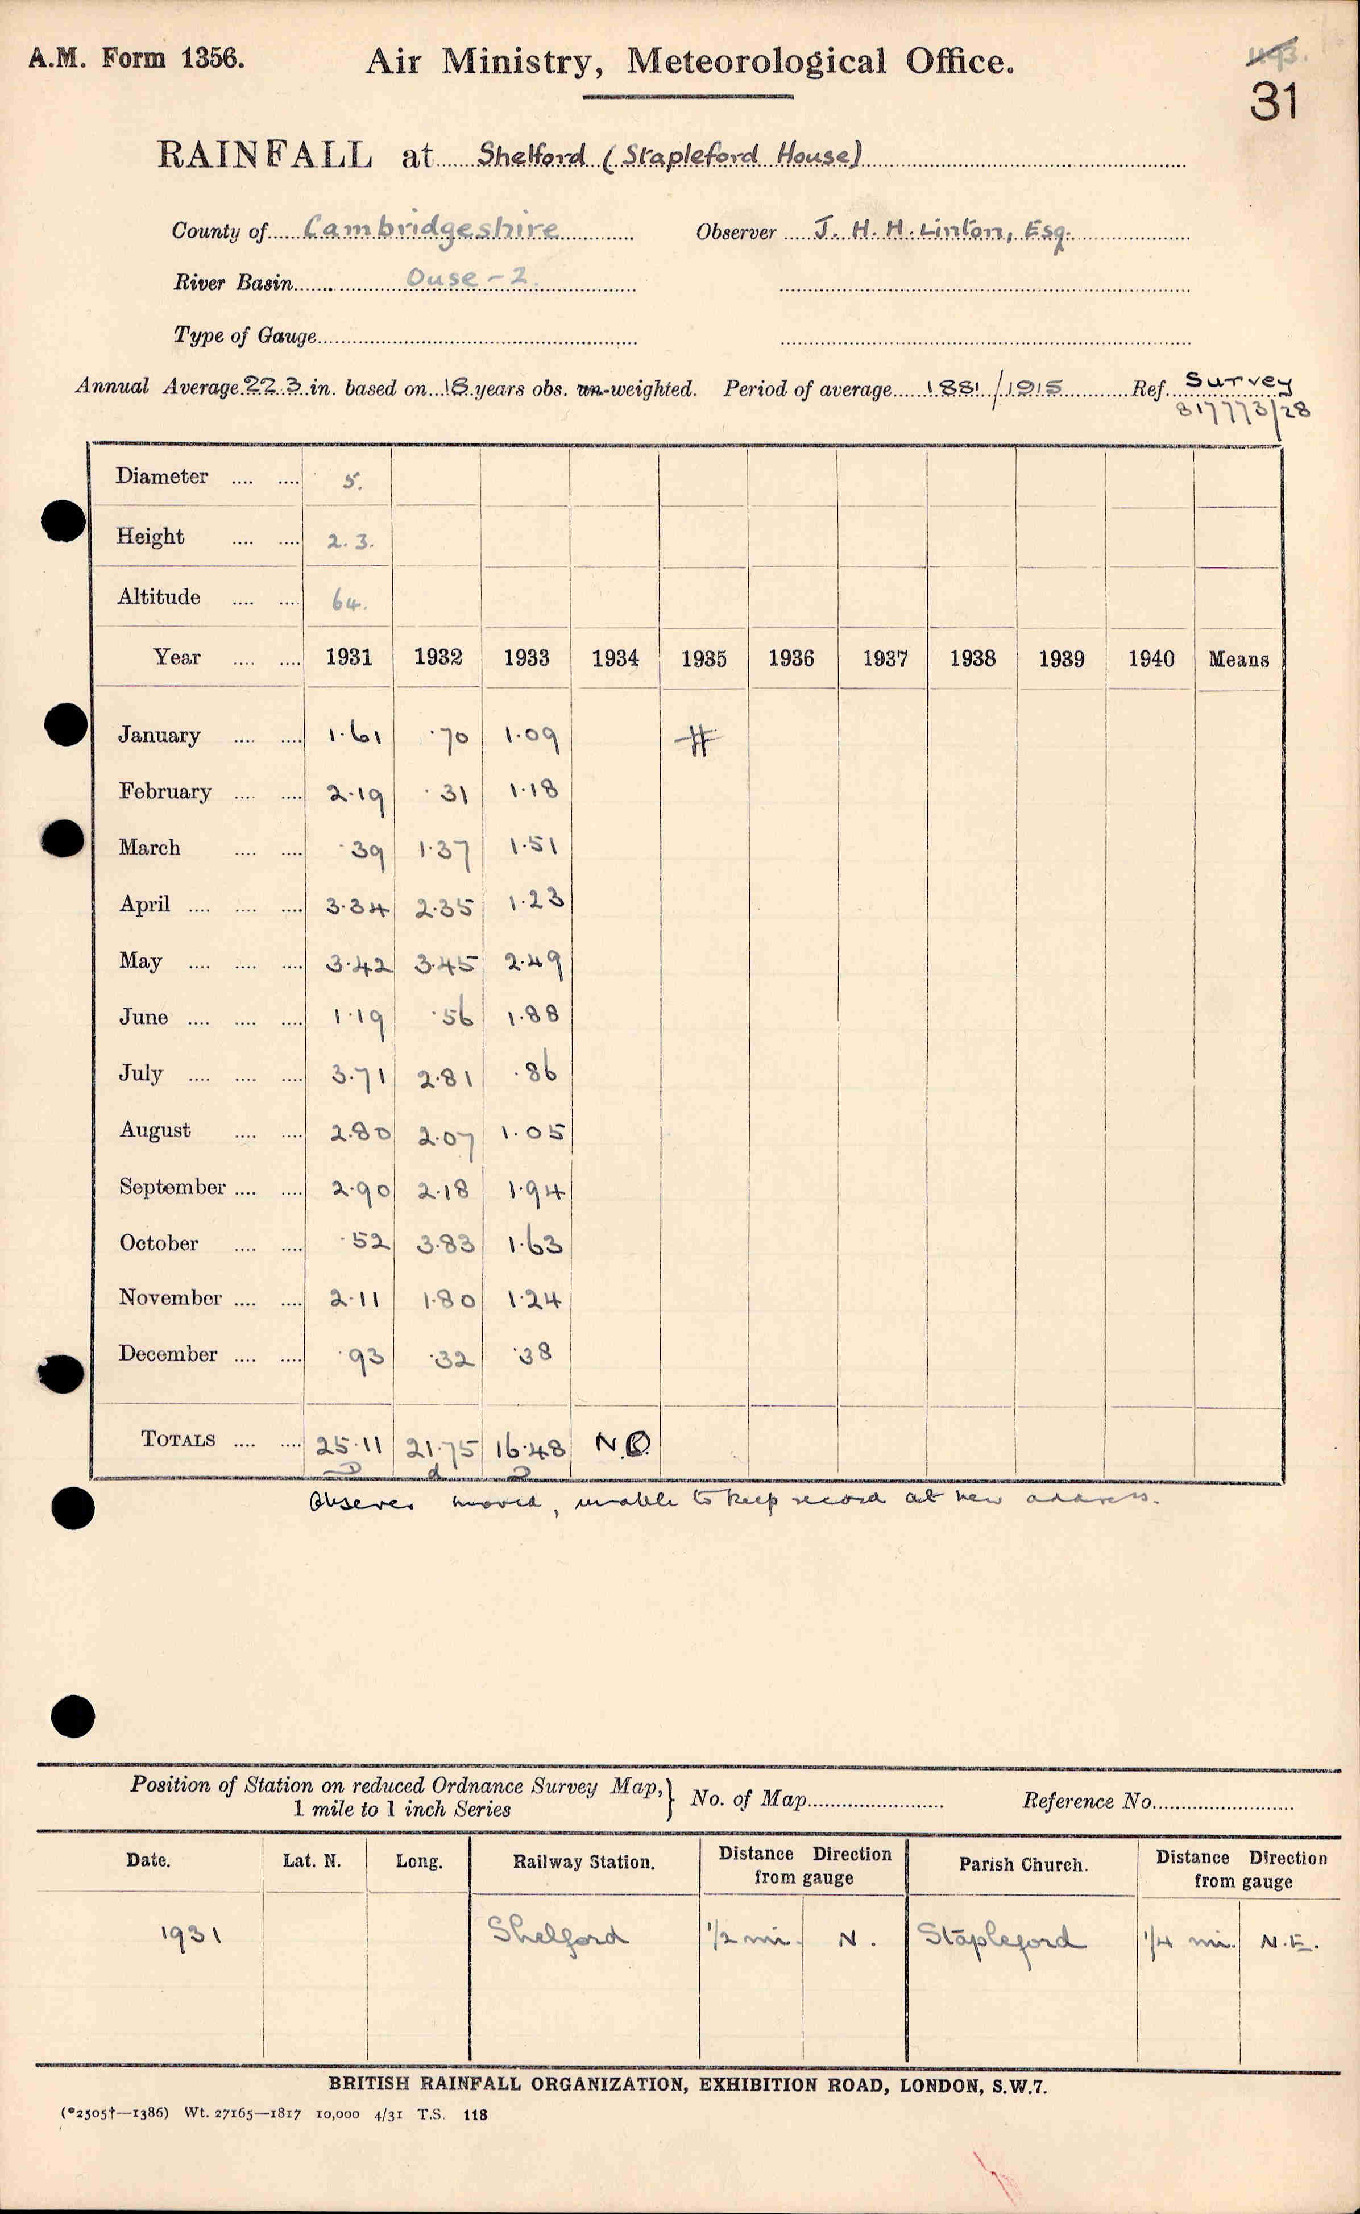 A.M. Form 1356. Air Ministry, Meteorological Office.
31
RAINFALL at Shelford (Stapleford House)
County of Cambridgeshire Observer J. H. H. Linton, Esq.
River Basin Ouse - 2.
Type of Gauge
Annual Average 22.3 in. based on 18 years obs. un-weighted. Period of average 1881/1915 Ref. Survey
817773/28
Diameter 5.
Height 2.3.
Altitude 64.
Year 1931 1932 1933 1934 1935 1936 1937 1938 1939 1940 Means
January 1.61 .70 1.09 #
February 2.19 .31 1.18
March .39 1.37 1.51
April 3.34 2.35 1.23
May 3.42 3.45 2.49
June 1.19 .56 1.88
July 3.71 2.81 .86
August 2.80 2.07 1.05
September 2.90 2.18 1.94
October .52 3.83 1.63
November 2.11 1.80 1.24
December .93 .32 .38
TOTALS 25.11 21.75 16.48 N.O.
D d D
Observer moved, unable to keep record at new address.
Position of Station on reduced Ordnance Survey Map, } No. of Map Reference No.
1 mile to 1 inch Series
Date. Lat. N. Long. Railway Station. Distance Direction from gauge Parish Church. Distance Direction from gauge
1931 Shelford 1/2 mi. N. Stapleford 1/4 mi. N.E.
BRITISH RAINFALL ORGANIZATION, EXHIBITION ROAD, LONDON, S.W.7.
(*2505†—1386) Wt. 27165—1817 10,000 4/31 T.S. 118